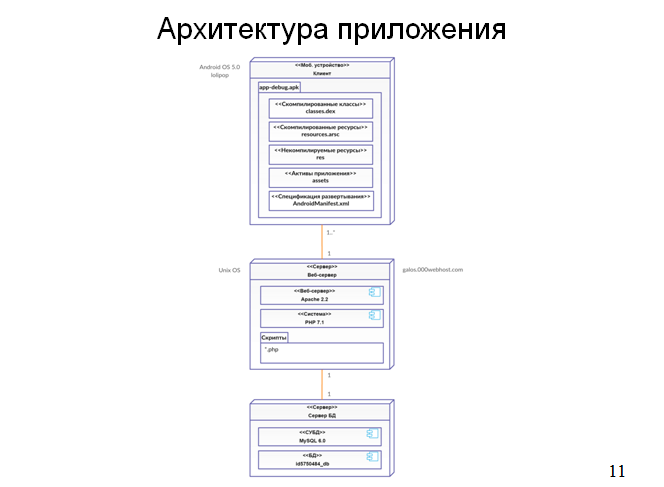 Архитектура приложения
Android OS 5.0
lolipop
<<Моб. устройство>>
Клиент
app-debug.apk
<<Скомпилированные классы>>
classes.dex
<<Скомпилированные ресурсы>>
resources.arsc
<<Некомпилируемые ресурсы>>
res
<<Активы приложения>>
assets
<<Спецификация развертывания>>
AndroidManifest.xml
1..*
1
Unix OS
<<Сервер>>
Веб-сервер
galos.000webhost.com
<<Веб-сервер>>
Apache 2.2
<<Система>>
PHP 7.1
Скрипты
*.php
1
1
<<Сервер>>
Сервер БД
<<СУБД>>
MySQL 6.0
<<БД>>
id5750484_db
11